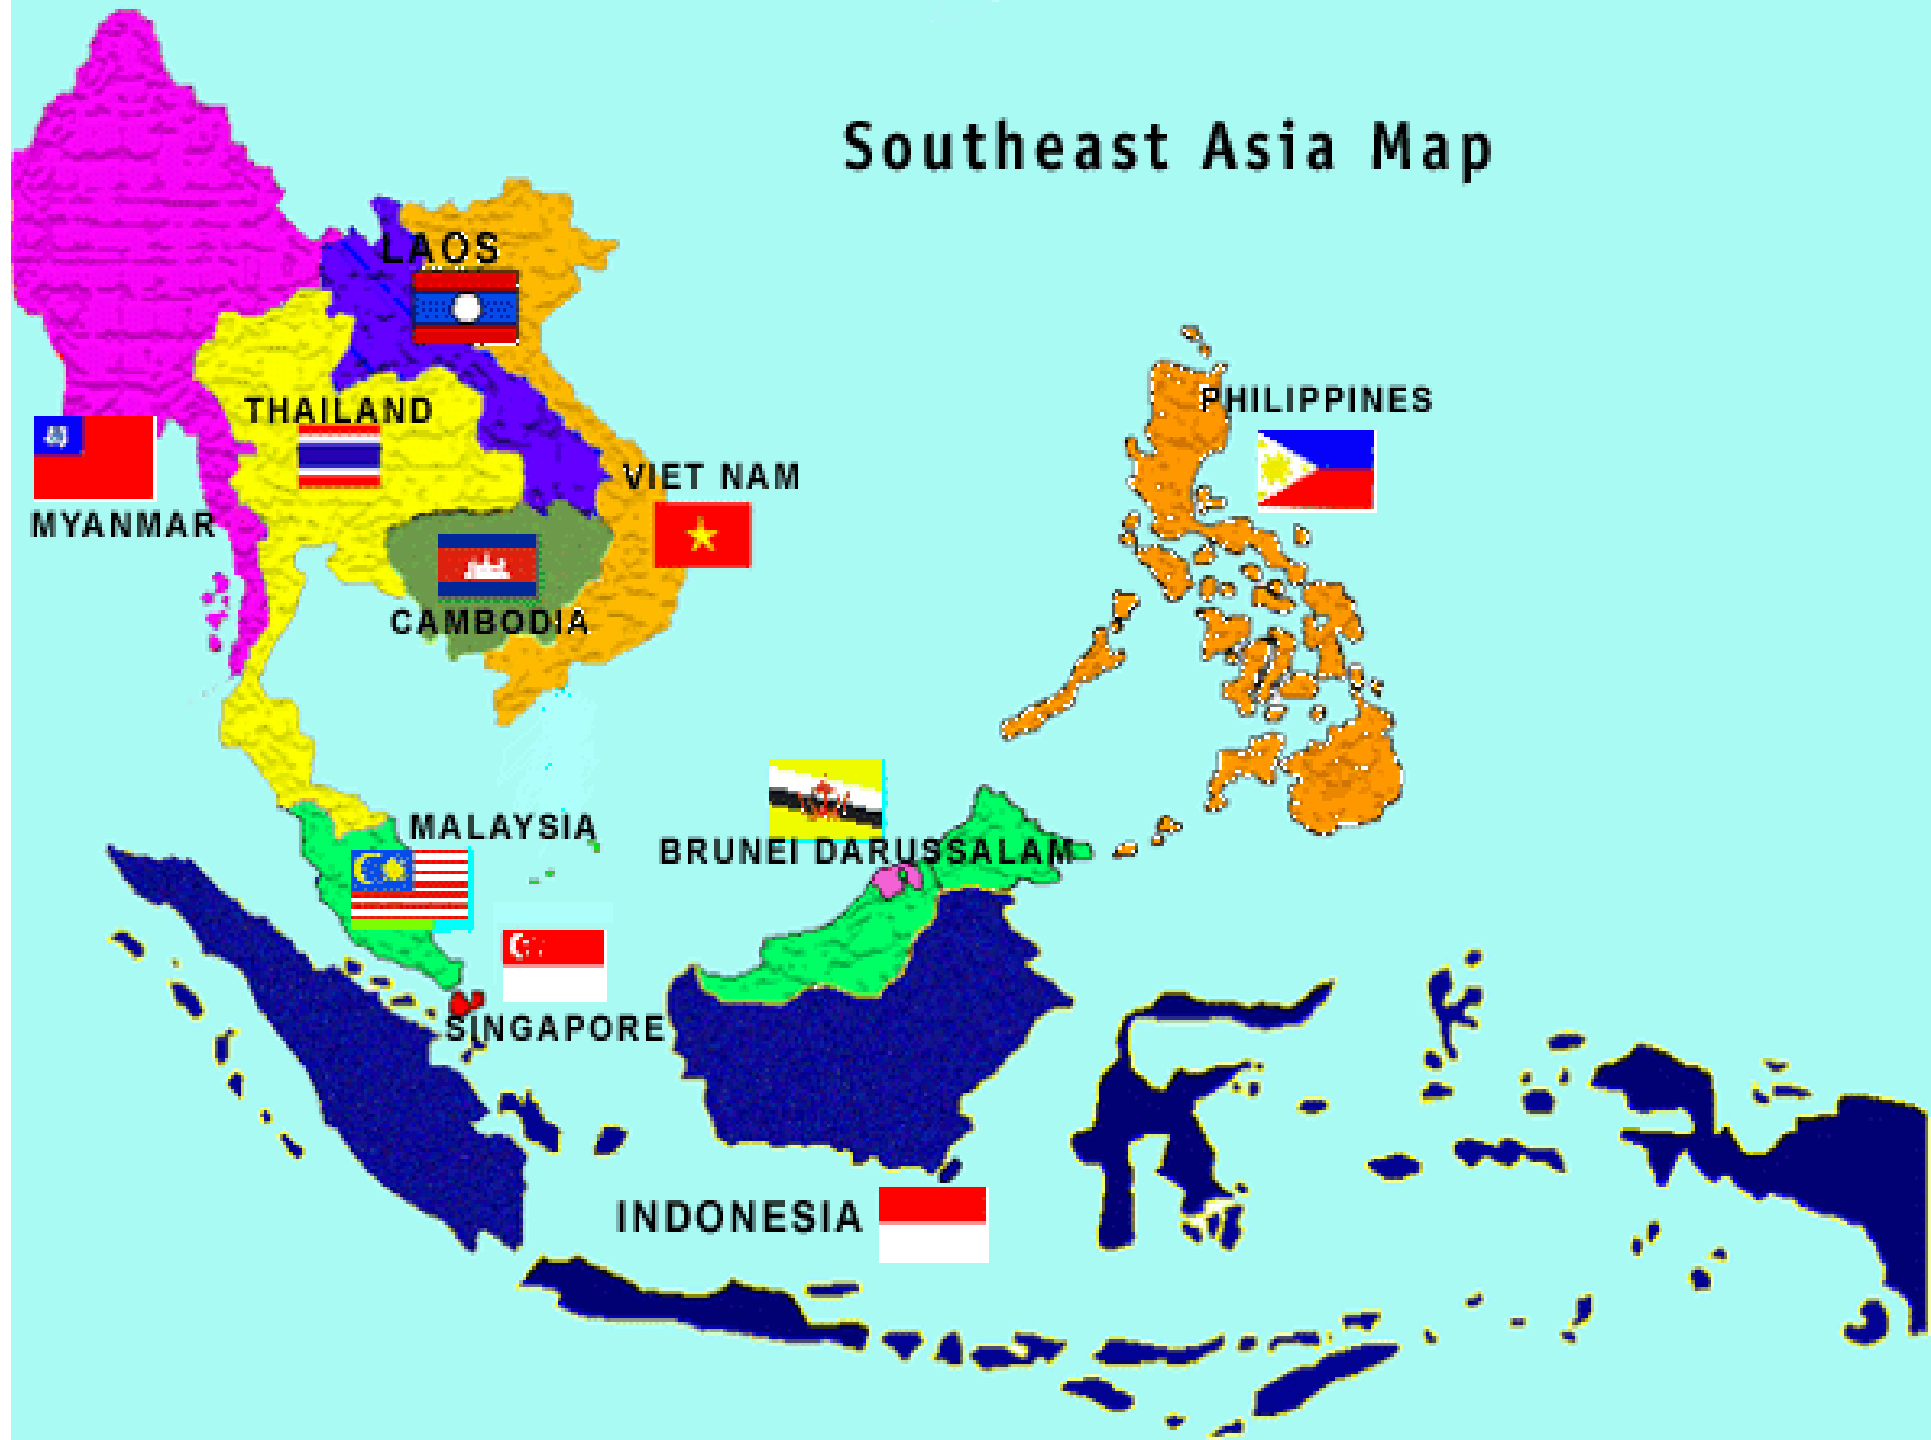 Southeast Asia Map
LAOS
THAILAND
PHILIPPINES
VIET NAM
MYANMAR
CAMBODIA
MALAYSIA
BRUNEI DARUSSALAM
SINGAPORE
INDONESIA